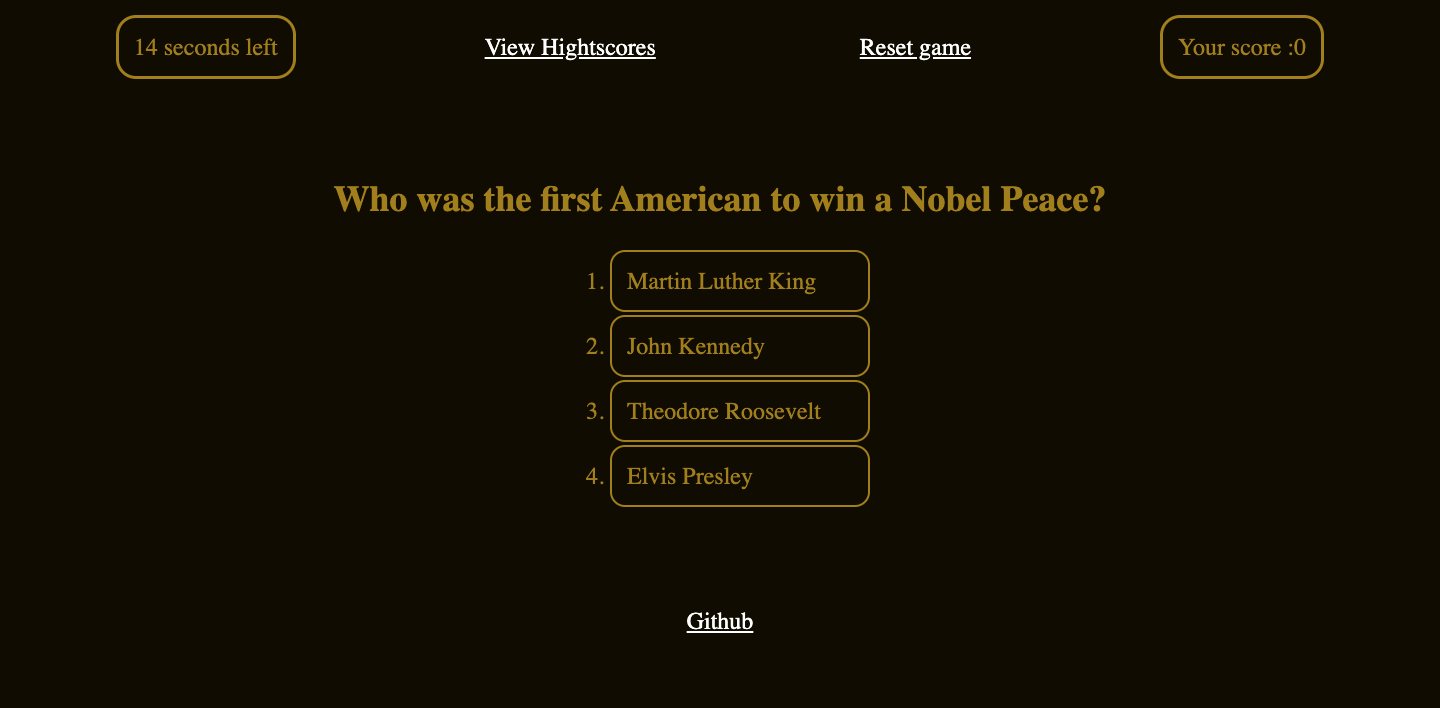 14 seconds left
View Hightscores
Reset game
Your score :0
Who was the first American to win a Nobel Peace?
1. Martin Luther King
2. John Kennedy
3. Theodore Roosevelt
4. Elvis Presley
Github